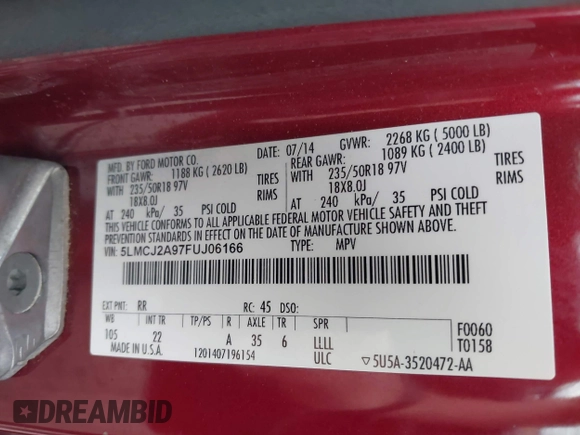 MFD. BY FORD MOTOR CO.
DATE: 07/14 GVWR: 2268 KG ( 5000 LB)
FRONT GAWR: 1188 KG ( 2620 LB) REAR GAWR: 1089 KG ( 2400 LB)
WITH 235/50R18 97V TIRES WITH 235/50R18 97V TIRES
18X8.0J RIMS 18X8.0J RIMS
AT 240 kPa/ 35 PSI COLD AT 240 kPa/ 35 PSI COLD
THIS VEHICLE CONFORMS TO ALL APPLICABLE FEDERAL MOTOR VEHICLE SAFETY AND THEFT
PREVENTION STANDARDS IN EFFECT ON THE DATE OF MANUFACTURE SHOWN ABOVE.
VIN: 5LMCJ2A97FUJ06166 TYPE: MPV
EXT PNT: RR RC: 45 DSO:
WB INT TR TP/PS R AXLE TR SPR
105 22 A 35 6 LLLL
F0060
T0158
MADE IN U.S.A. 1201407196154 ULC ▽5U5A-3520472-AA
DREAMBID